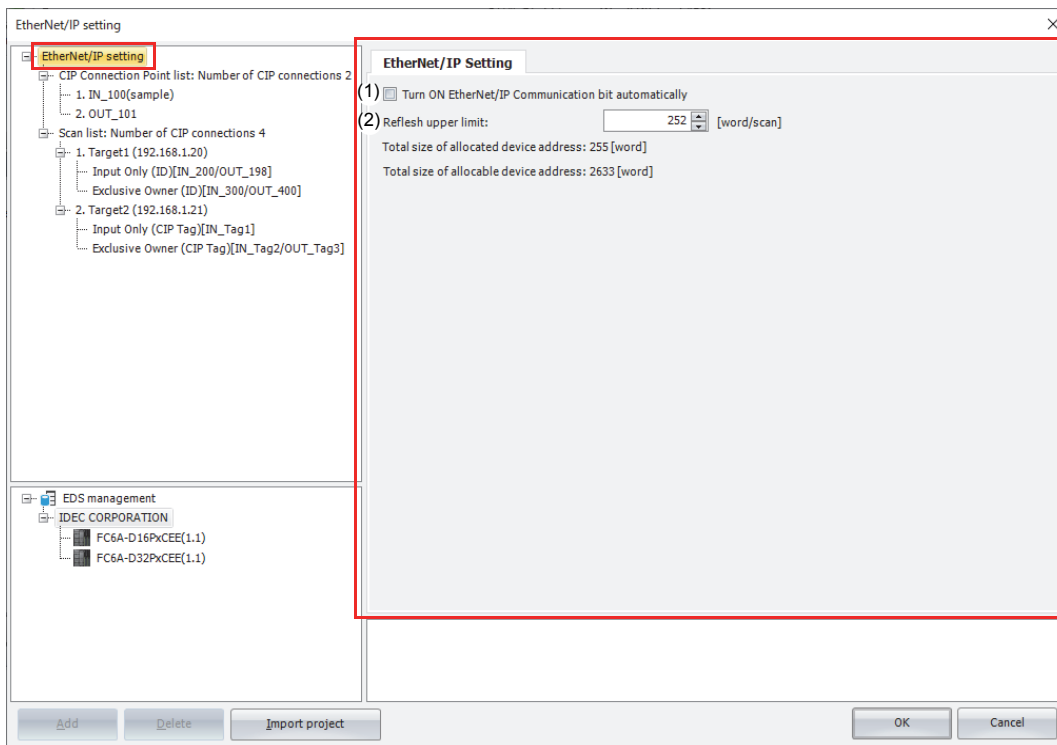 EtherNet/IP setting
EtherNet/IP setting
CIP Connection Point list: Number of CIP connections 2
1. IN_100(sample)
2. OUT_101
Scan list: Number of CIP connections 4
1. Target1 (192.168.1.20)
Input Only (ID)[IN_200/OUT_198]
Exclusive Owner (ID)[IN_300/OUT_400]
2. Target2 (192.168.1.21)
Input Only (CIP Tag)[IN_Tag1]
Exclusive Owner (CIP Tag)[IN_Tag2/OUT_Tag3]
EtherNet/IP Setting
(1) Turn ON EtherNet/IP Communication bit automatically
(2) Reflesh upper limit: 252 [word/scan]
Total size of allocated device address: 255 [word]
Total size of allocable device address: 2633 [word]
EDS management
IDEC CORPORATION
FC6A-D16PxCEE(1.1)
FC6A-D32PxCEE(1.1)
Add Delete Import project OK Cancel